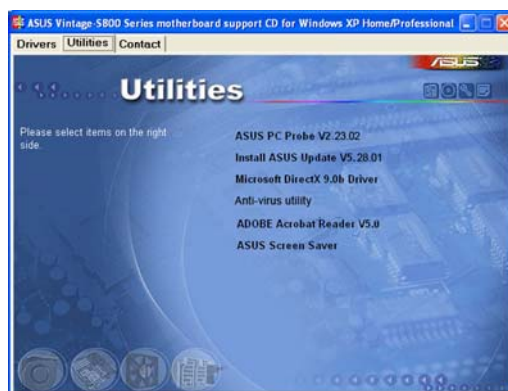 ASUS Vintage-S800 Series motherboard support CD for Windows XP Home/Professional
Drivers Utilities Contact
ASUS
Utilities
Please select items on the right side.
ASUS PC Probe V2.23.02
Install ASUS Update V5.28.01
Microsoft DirectX 9.0b Driver
Anti-virus utility
ADOBE Acrobat Reader V5.0
ASUS Screen Saver